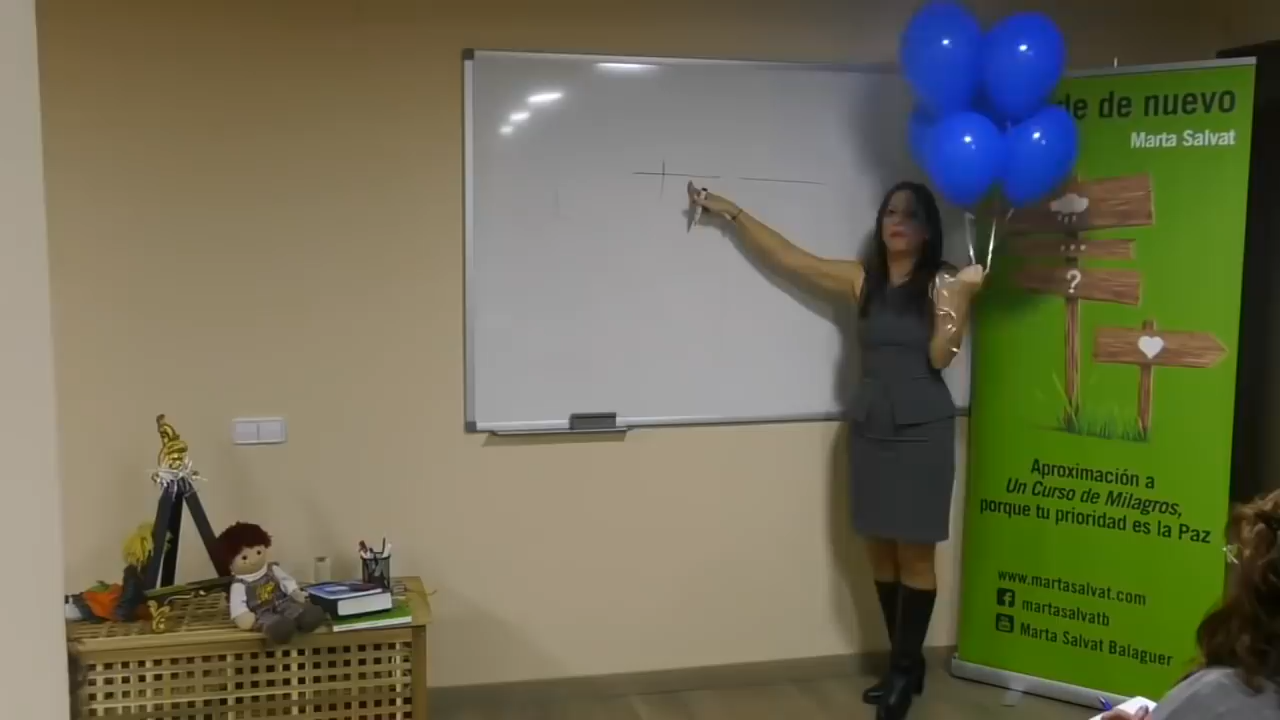 de nuevo
Marta Salvat
?
Aproximación a
Un Curso de Milagros,
porque tu prioridad es la Paz
www.martasalvat.com
martasalvatb
Marta Salvat Balaguer